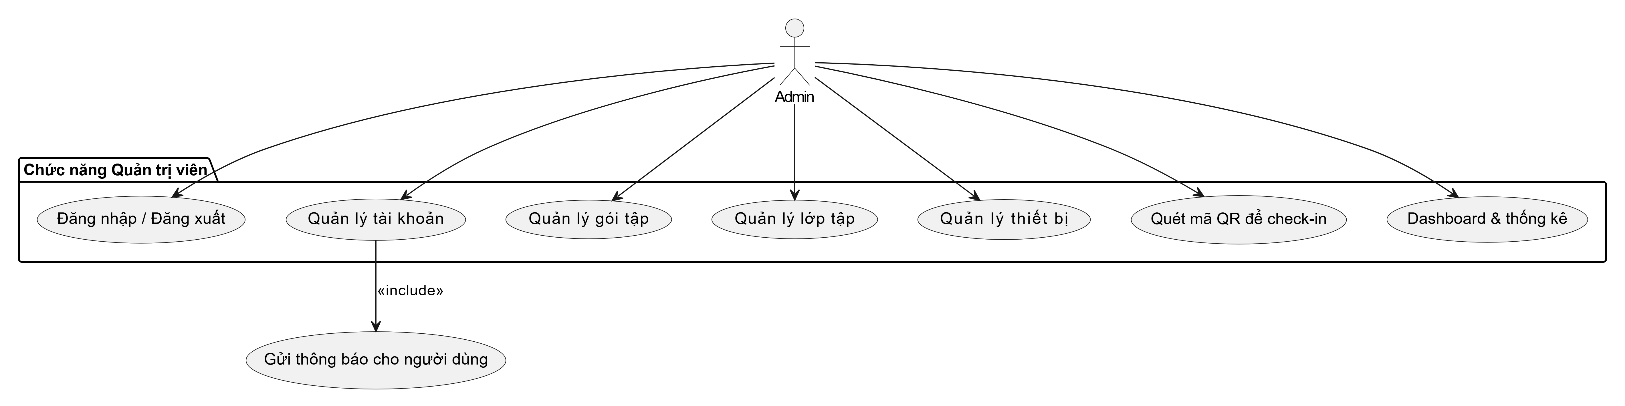 Admin
Chức năng Quản trị viên
Đăng nhập / Đăng xuất
Quản lý tài khoản
Quản lý gói tập
Quản lý lớp tập
Quản lý thiết bị
Quét mã QR để check-in
Dashboard & thống kê
«include»
Gửi thông báo cho người dùng